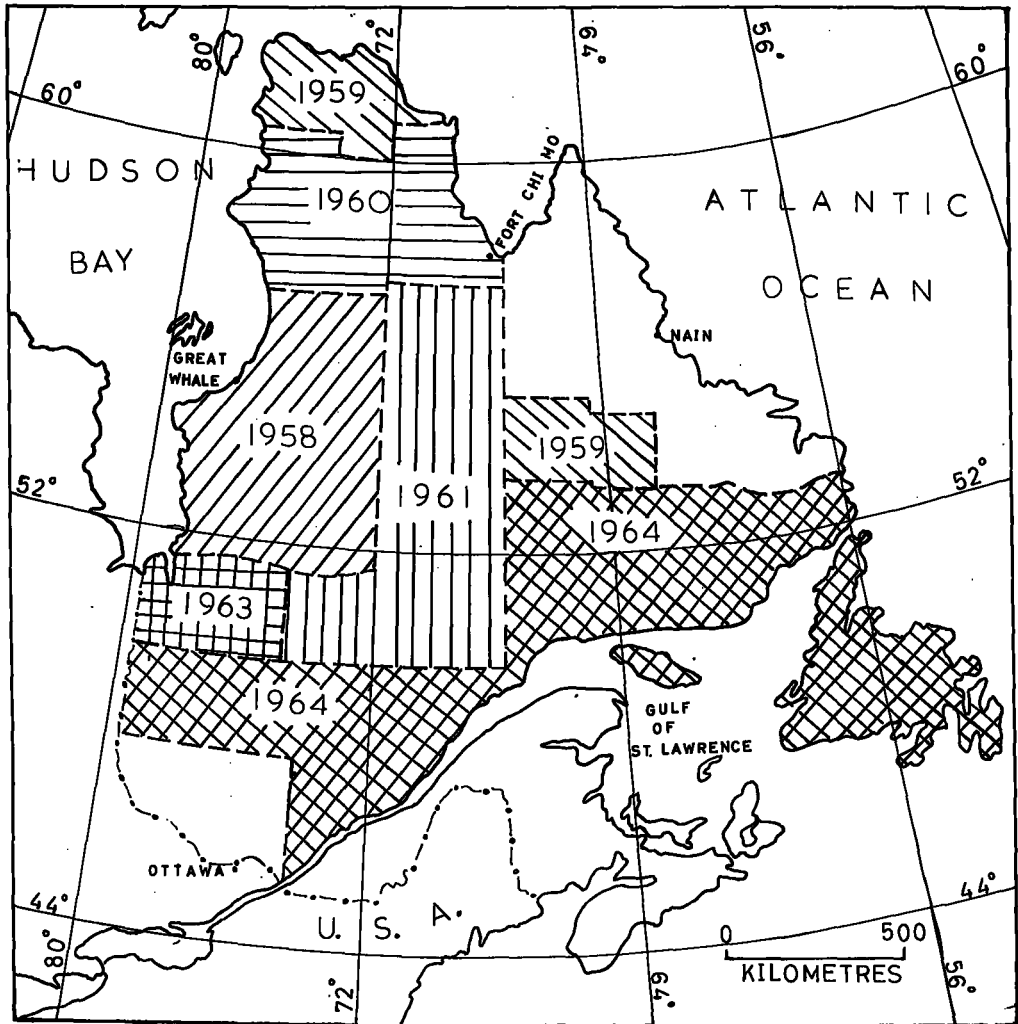 80°
72°
64°
56°
60°
60°
1959
HUDSON
BAY
1960
FORT CHIMO
ATLANTIC
OCEAN
NAIN
GREAT
WHALE
1958
1959
1961
52°
52°
1964
1963
1964
GULF
OF
ST. LAWRENCE
OTTAWA
44°
44°
U. S. A.
0 500
KILOMETRES
80°
72°
64°
56°